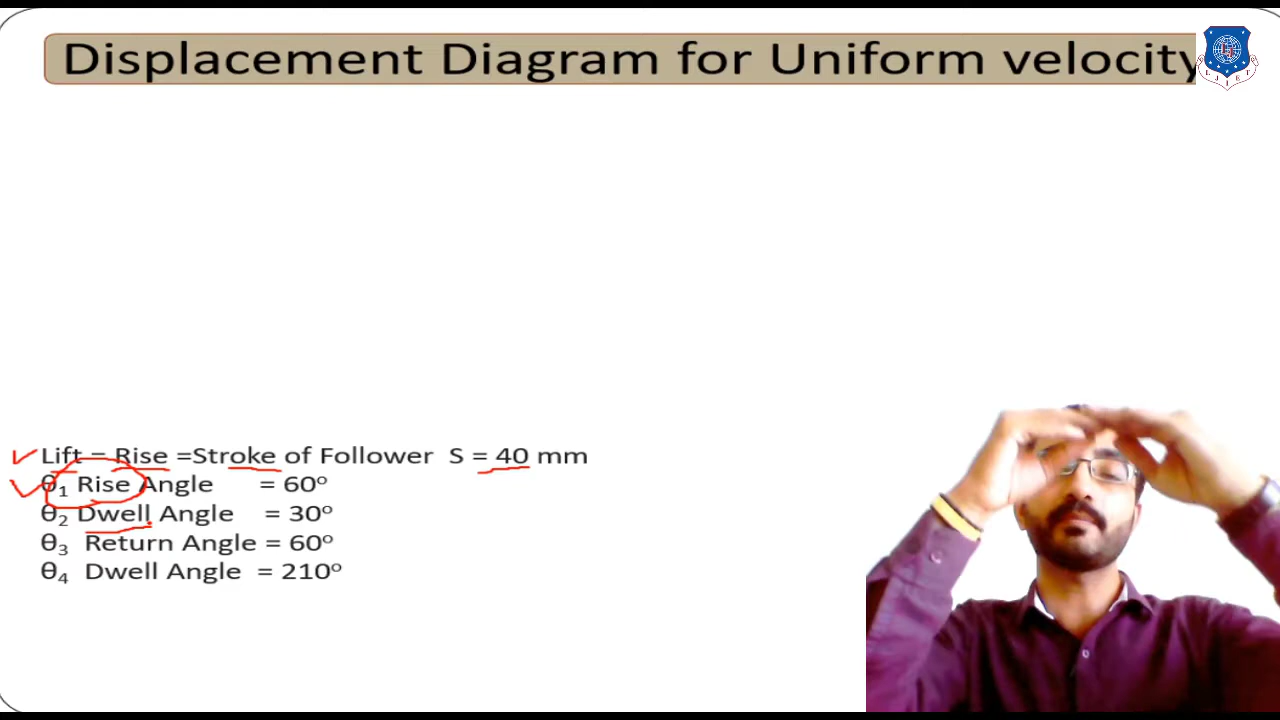 Displacement Diagram for Uniform velocity
Lift = Rise =Stroke of Follower S = 40 mm
θ₁ Rise Angle = 60°
θ₂ Dwell Angle = 30°
θ₃ Return Angle = 60°
θ₄ Dwell Angle = 210°